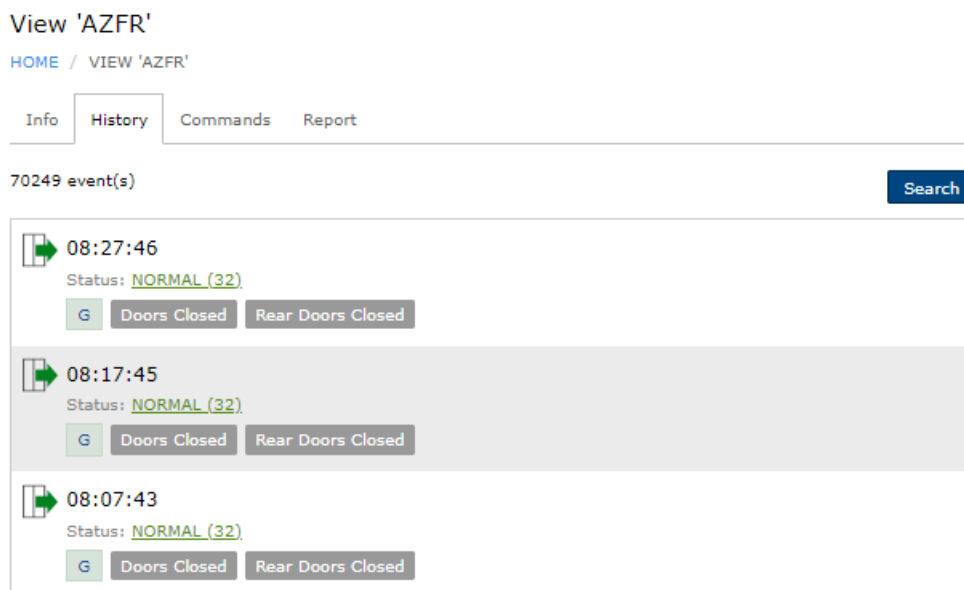 View 'AZFR'
HOME / VIEW 'AZFR'
Info History Commands Report
70249 event(s)
Search
08:27:46
Status: NORMAL (32)
G Doors Closed Rear Doors Closed
08:17:45
Status: NORMAL (32)
G Doors Closed Rear Doors Closed
08:07:43
Status: NORMAL (32)
G Doors Closed Rear Doors Closed